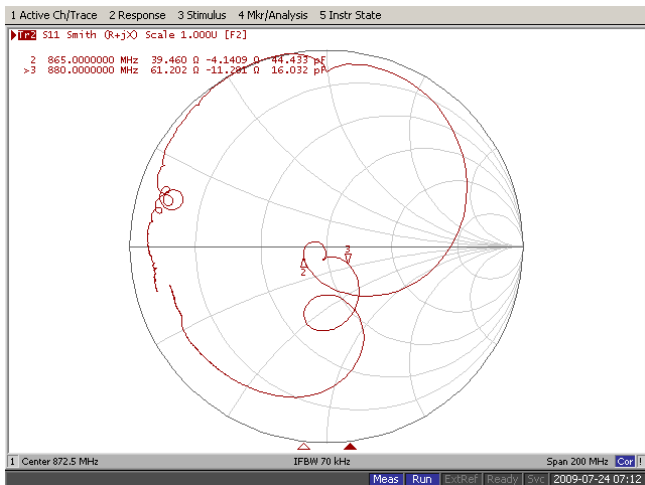 1 Active Ch/Trace 2 Response 3 Stimulus 4 Mkr/Analysis 5 Instr State
Tr2 S11 Smith (R+jX) Scale 1.000U [F2]
2 865.0000000 MHz 39.460 Ω -4.1409 Ω 44.433 pF
>3 880.0000000 MHz 61.202 Ω -11.281 Ω 16.032 pF
3
2
1 Center 872.5 MHz IFBW 70 kHz Span 200 MHz Cor !
Meas Run ExtRef Ready Svc 2009-07-24 07:12